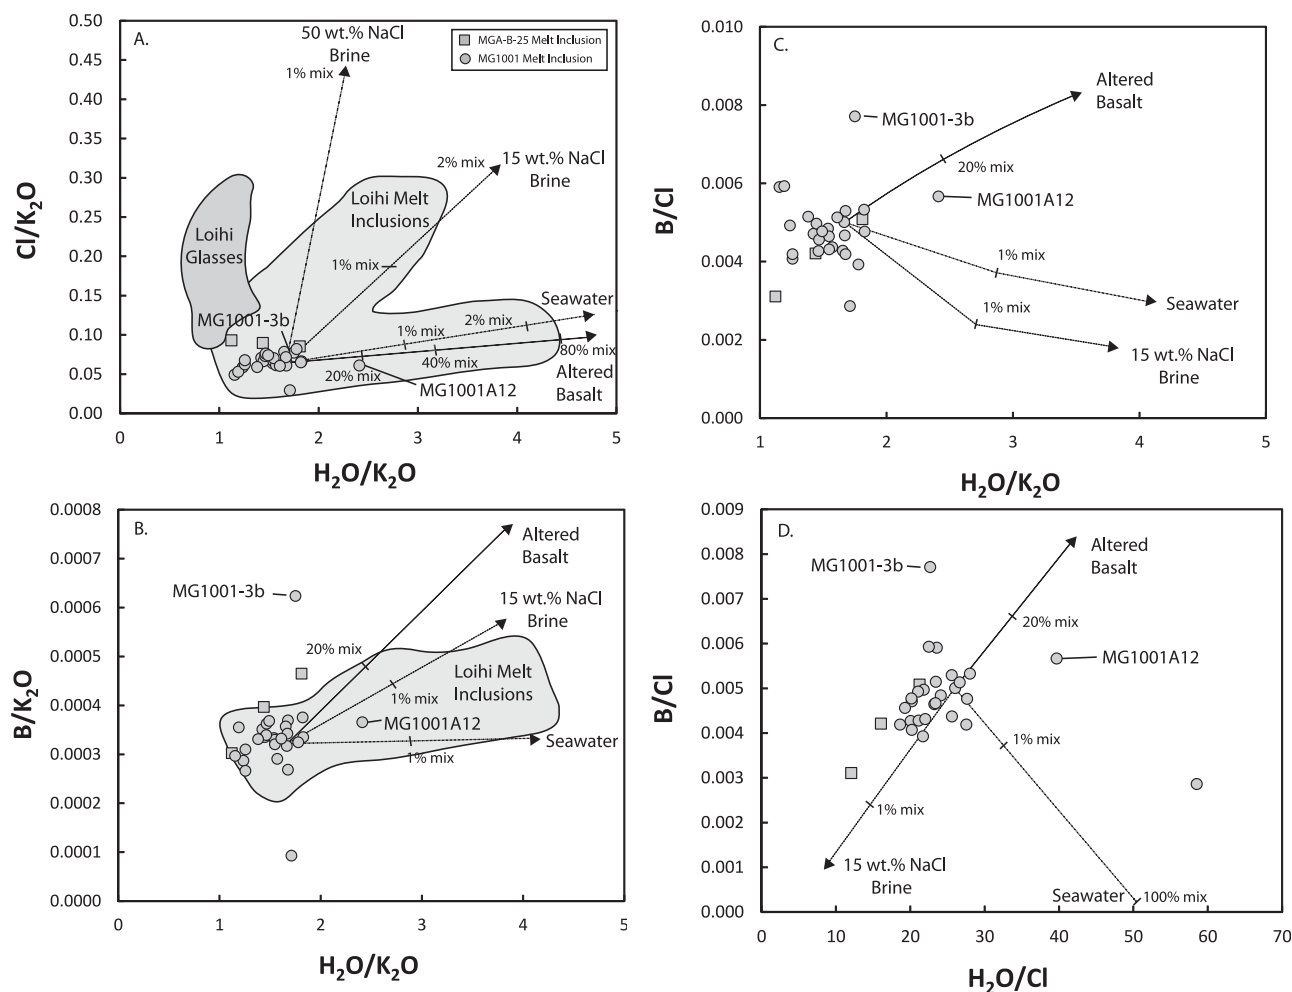 A.
50 wt.% NaCl
Brine
1% mix
MGA-B-25 Melt Inclusion
MG1001 Melt Inclusion
15 wt.% NaCl
Brine
2% mix
1% mix
Loihi Melt
Inclusions
Loihi
Glasses
MG1001-3b
Seawater
1% mix
2% mix
20% mix
40% mix
80% mix
Altered
Basalt
MG1001A12
Cl/K2O
0.50
0.45
0.40
0.35
0.30
0.25
0.20
0.15
0.10
0.05
0.00
0 1 2 3 4 5
H2O/K2O
C.
Altered
Basalt
MG1001-3b
20% mix
MG1001A12
1% mix
Seawater
1% mix
15 wt.% NaCl
Brine
B/Cl
0.010
0.008
0.006
0.004
0.002
0.000
1 2 3 4 5
H2O/K2O
B.
Altered
Basalt
MG1001-3b
15 wt.% NaCl
Brine
20% mix
1% mix
Loihi Melt
Inclusions
MG1001A12
Seawater
1% mix
B/K2O
0.0008
0.0007
0.0006
0.0005
0.0004
0.0003
0.0002
0.0001
0.0000
0 1 2 3 4 5
H2O/K2O
D.
Altered
Basalt
MG1001-3b
20% mix
MG1001A12
1% mix
1% mix
15 wt.% NaCl
Brine
Seawater
100% mix
B/Cl
0.009
0.008
0.007
0.006
0.005
0.004
0.003
0.002
0.001
0.000
0 10 20 30 40 50 60 70
H2O/Cl